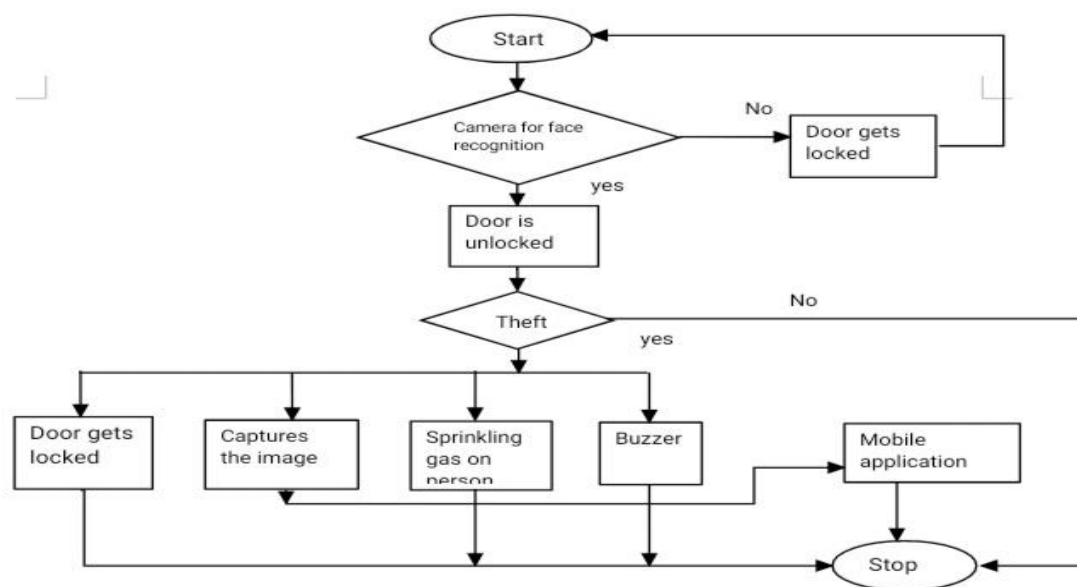 Start
Camera for face
recognition
No
Door gets
locked
yes
Door is
unlocked
Theft
No
yes
Door gets
locked
Captures
the image
Sprinkling
gas on
person
Buzzer
Mobile
application
Stop